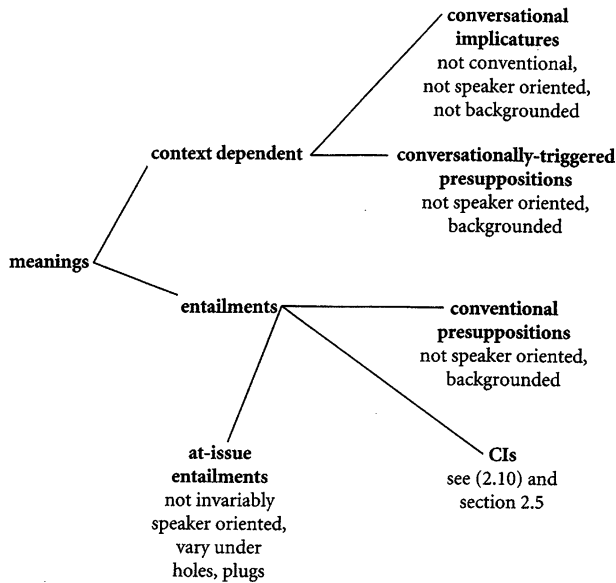 conversational
implicatures
not conventional,
not speaker oriented,
not backgrounded
context dependent
conversationally-triggered
presuppositions
not speaker oriented,
backgrounded
meanings
entailments
conventional
presuppositions
not speaker oriented,
backgrounded
at-issue
entailments
not invariably
speaker oriented,
vary under
holes, plugs
CIs
see (2.10) and
section 2.5